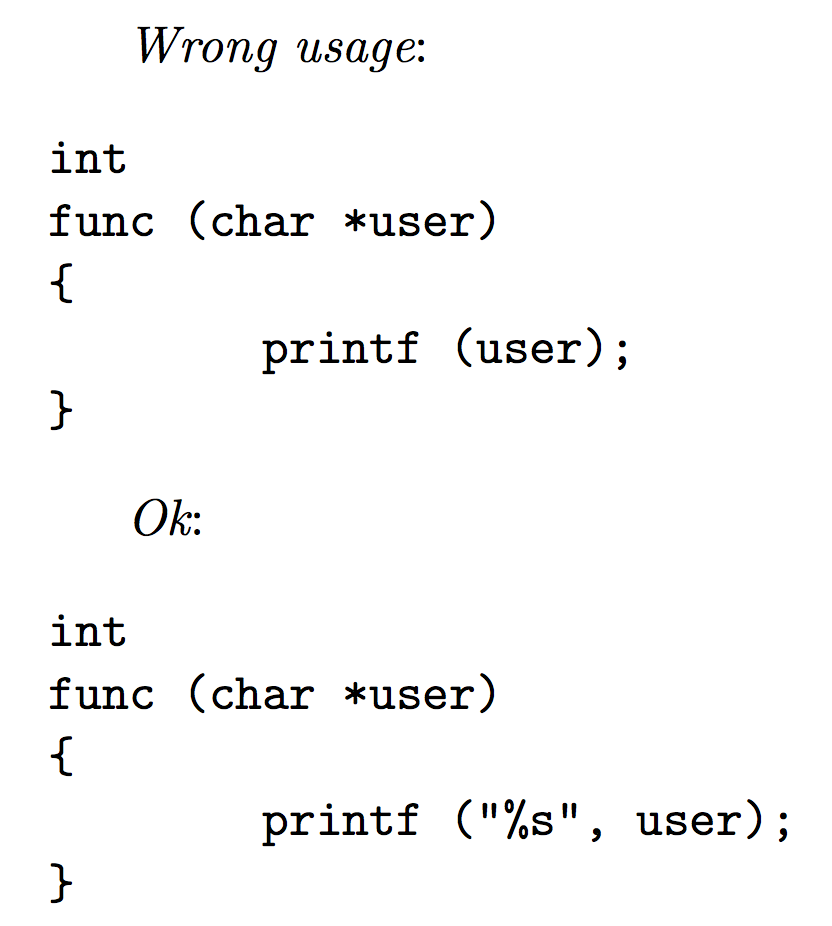 Wrong usage:
int
func (char *user)
{
        printf (user);
}
Ok:
int
func (char *user)
{
        printf ("%s", user);
}